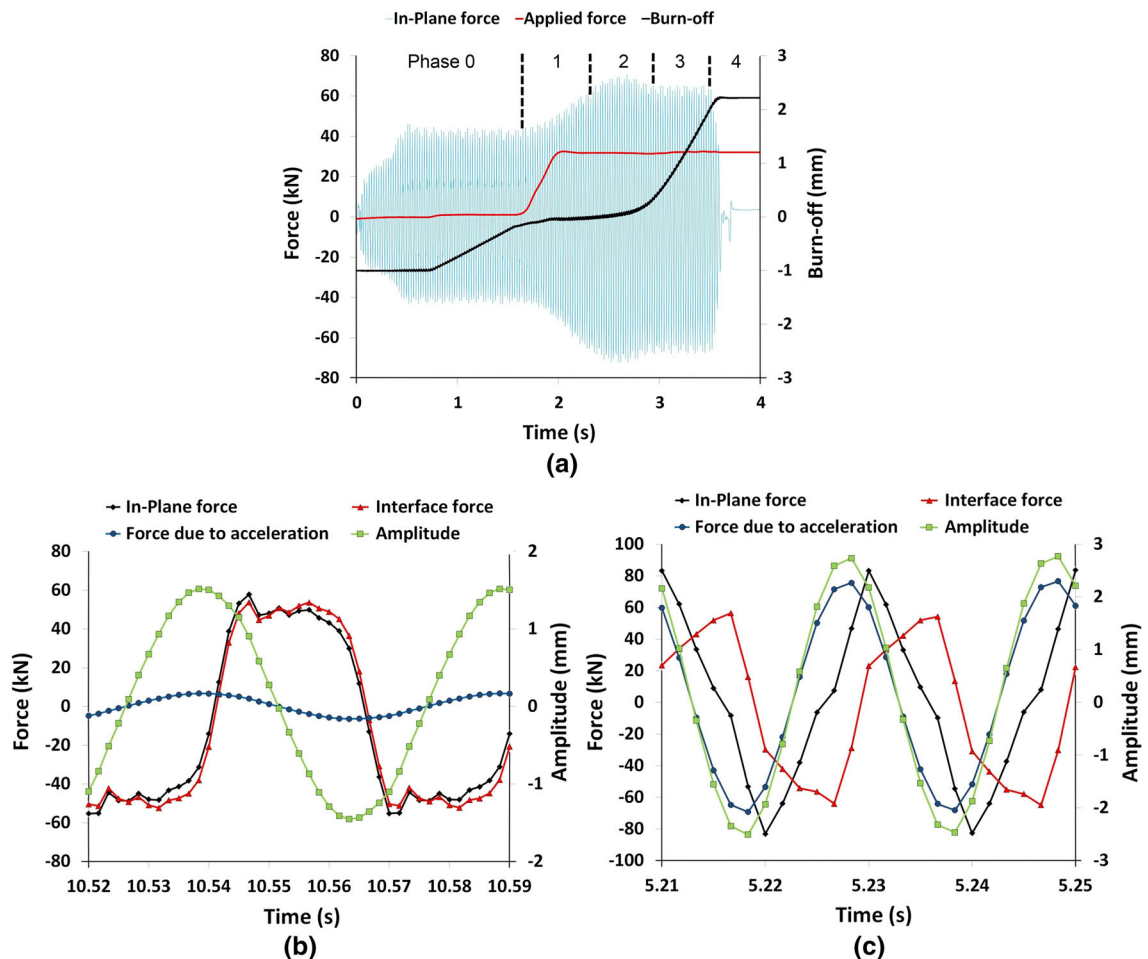 In-Plane force Applied force Burn-off
Phase 0 1 2 3 4
80
60
40
20
0
-20
-40
-60
-80
Force (kN)
3
2
1
0
-1
-2
-3
Burn-off (mm)
0 1 2 3 4
Time (s)
(a)
In-Plane force Interface force
Force due to acceleration Amplitude
80
60
40
20
0
-20
-40
-60
-80
Force (kN)
2
1
0
-1
-2
Amplitude (mm)
10.52 10.53 10.54 10.55 10.56 10.57 10.58 10.59
Time (s)
(b)
In-Plane force Interface force
Force due to acceleration Amplitude
100
80
60
40
20
0
-20
-40
-60
-80
-100
Force (kN)
3
2
1
0
-1
-2
-3
Amplitude (mm)
5.21 5.22 5.23 5.24 5.25
Time (s)
(c)